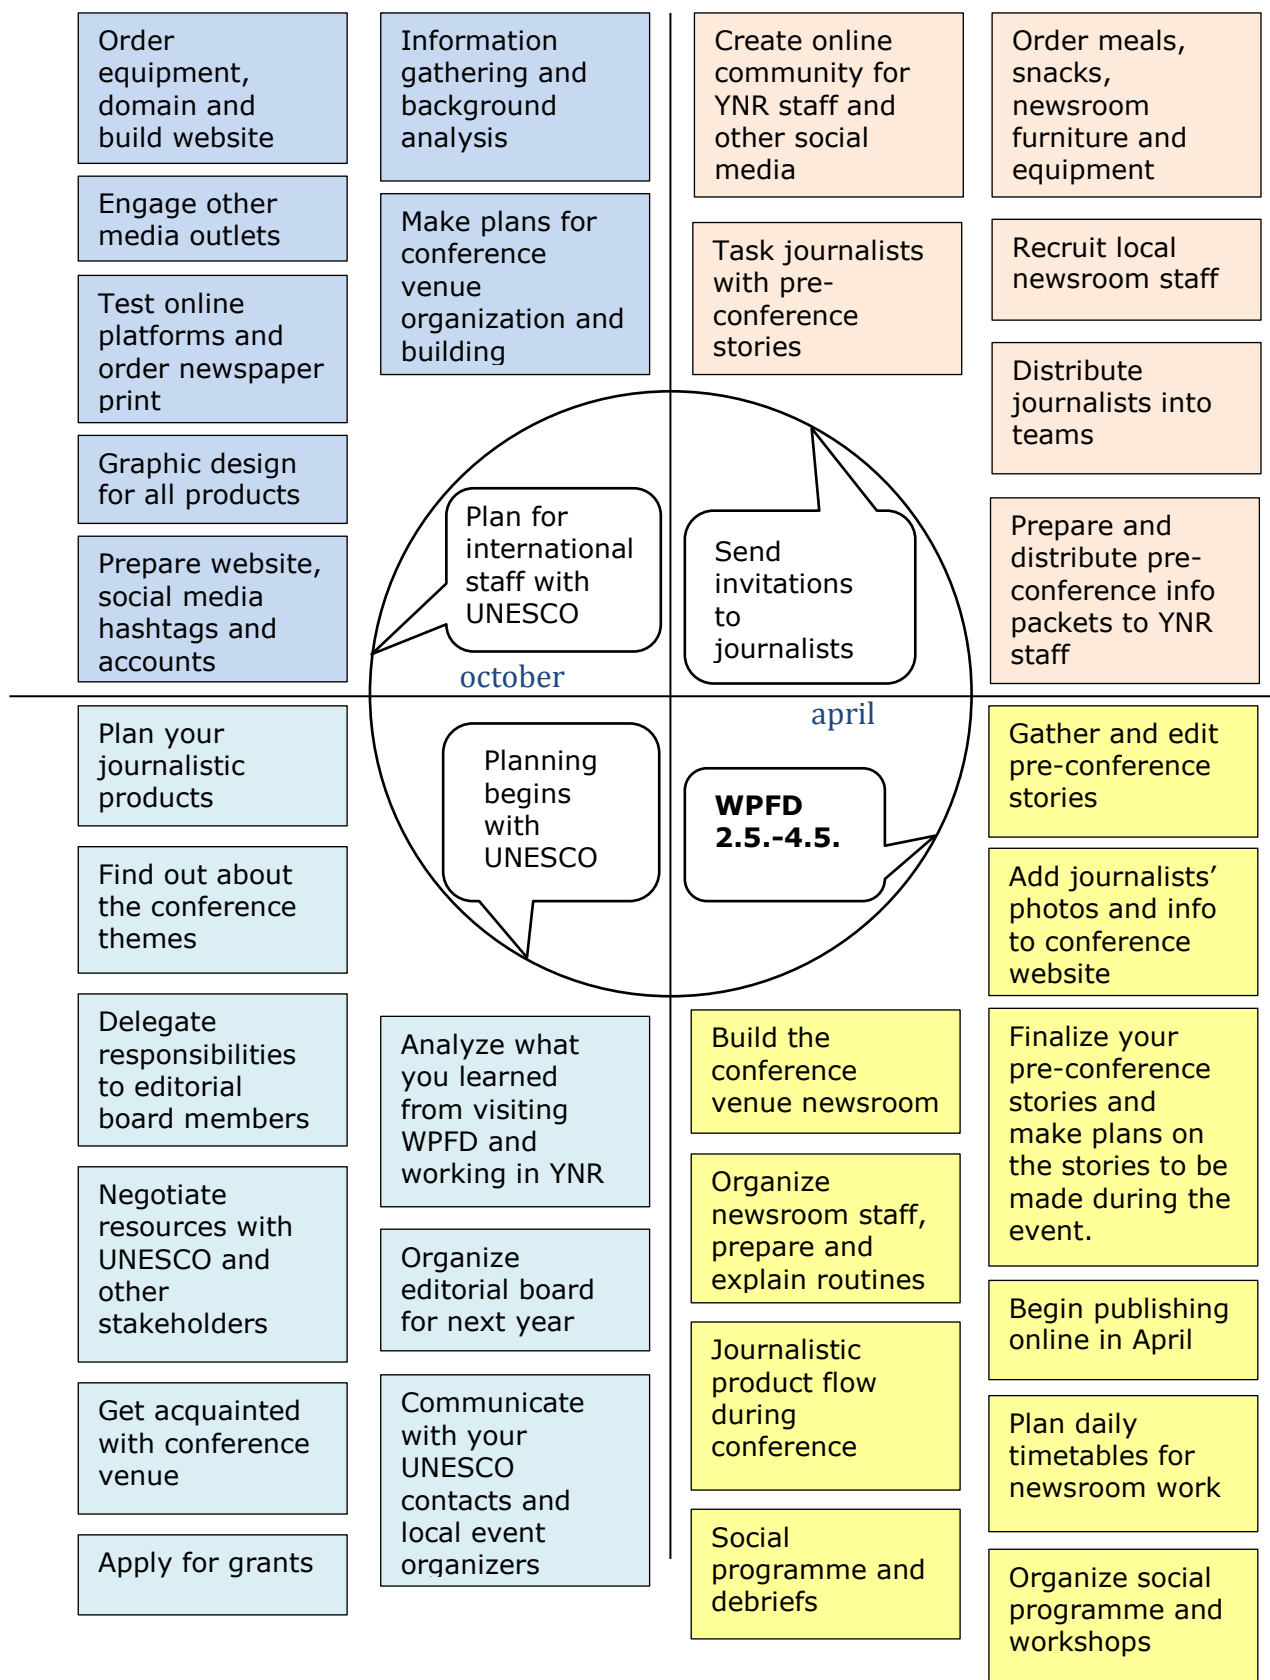 Order
equipment,
domain and
build website
Engage other
media outlets
Test online
platforms and
order newspaper
print
Graphic design
for all products
Prepare website,
social media
hashtags and
accounts
Information
gathering and
background
analysis
Make plans for
conference
venue
organization and
building
Create online
community for
YNR staff and
other social
media
Task journalists
with pre-
conference
stories
Order meals,
snacks,
newsroom
furniture and
equipment
Recruit local
newsroom staff
Distribute
journalists into
teams
Prepare and
distribute pre-
conference info
packets to YNR
staff
Plan for
international
staff with
UNESCO
october
Send
invitations
to
journalists
april
Planning
begins
with
UNESCO
WPFD
2.5.-4.5.
Plan your
journalistic
products
Find out about
the conference
themes
Delegate
responsibilities
to editorial
board members
Negotiate
resources with
UNESCO and
other
stakeholders
Get acquainted
with conference
venue
Apply for grants
Analyze what
you learned
from visiting
WPFD and
working in YNR
Organize
editorial board
for next year
Communicate
with your
UNESCO
contacts and
local event
organizers
Build the
conference
venue newsroom
Organize
newsroom staff,
prepare and
explain routines
Journalistic
product flow
during
conference
Social
programme and
debriefs
Gather and edit
pre-conference
stories
Add journalists’
photos and info
to conference
website
Finalize your
pre-conference
stories and
make plans on
the stories to be
made during the
event.
Begin publishing
online in April
Plan daily
timetables for
newsroom work
Organize social
programme and
workshops